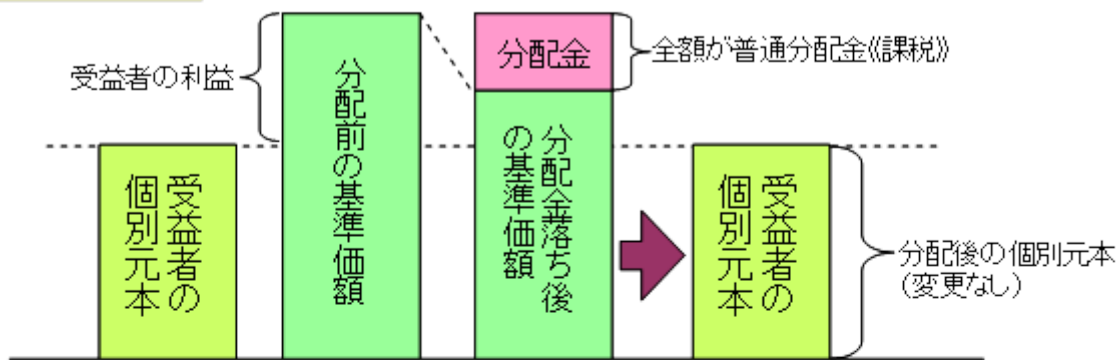 受益者の利益
分配前の基準価額
分配金
全額が普通分配金《課税》
分配金落ち後
の基準価額
受益者の
個別元本
受益者の
個別元本
分配後の個別元本
(変更なし)